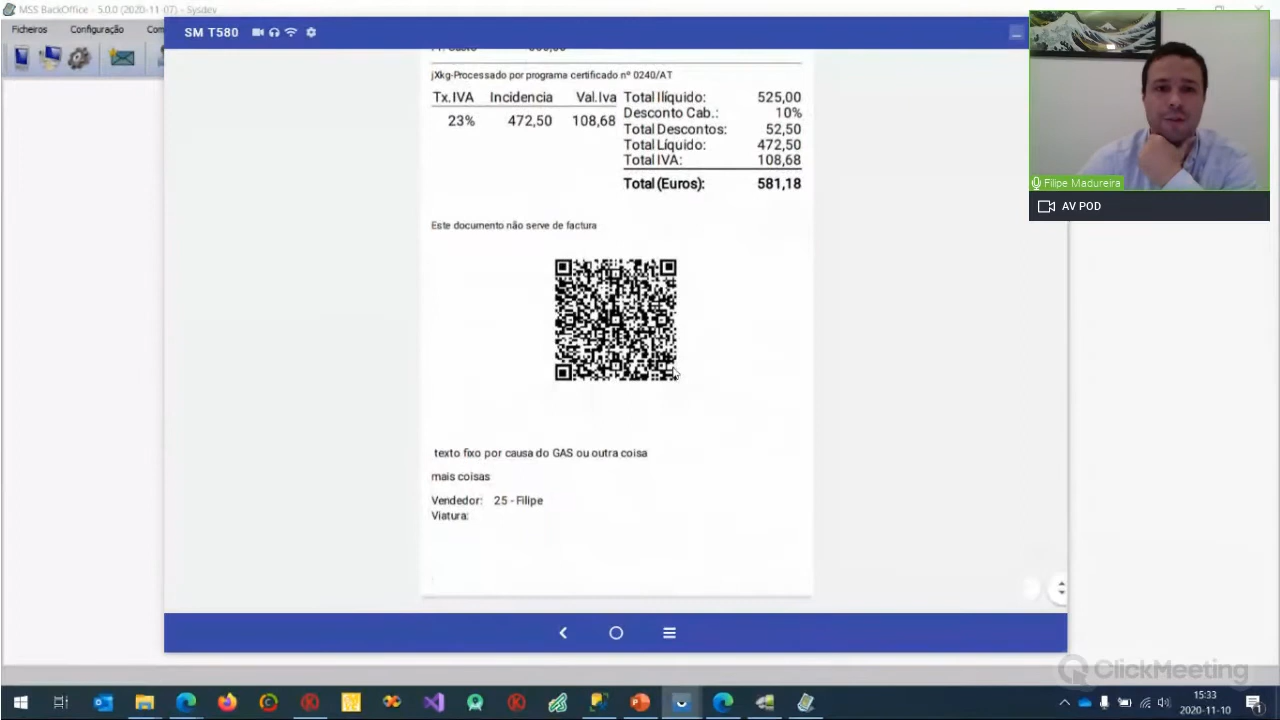 MSS BackOffice - 5.0.0 (2020-11-07) - Sysdev
Ficheiros Configuração
SM T580
jXkg-Processado por programa certificado nº 0240/AT
Tx.IVA Incidencia Val.Iva
23% 472,50 108,68
Total Ilíquido: 525,00
Desconto Cab.: 10%
Total Descontos: 52,50
Total Líquido: 472,50
Total IVA: 108,68
Total (Euros): 581,18
Este documento não serve de factura
texto fixo por causa do GAS ou outra coisa
mais coisas
Vendedor: 25 - Filipe
Viatura:
Filipe Madureira
AV POD
ClickMeeting
15:33
2020-11-10